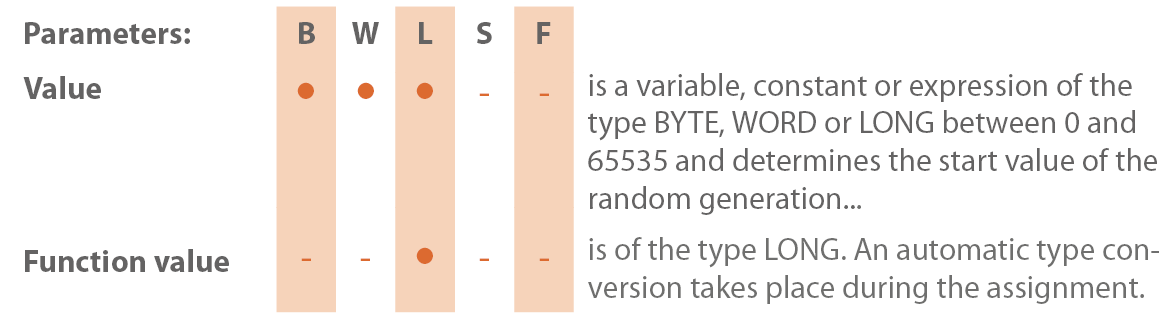 Parameters: B W L S F
Value ● ● ● - - is a variable, constant or expression of the
type BYTE, WORD or LONG between 0 and
65535 and determines the start value of the
random generation...
Function value - - ● - - is of the type LONG. An automatic type con-
version takes place during the assignment.